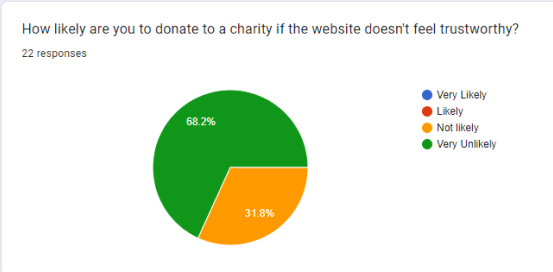 How likely are you to donate to a charity if the website doesn't feel trustworthy?
22 responses
68.2%
31.8%
Very Likely
Likely
Not likely
Very Unlikely